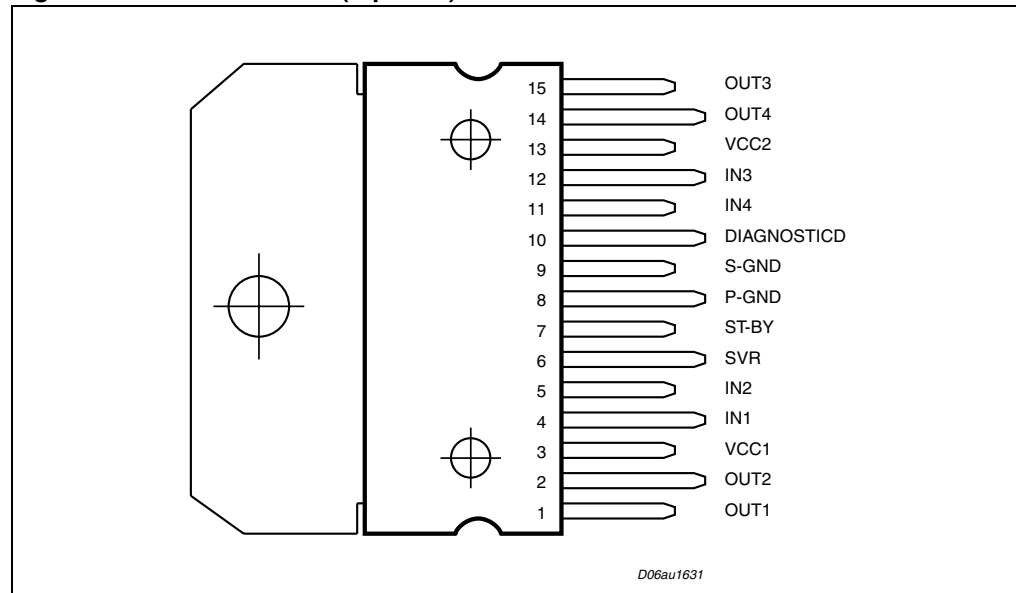 15 OUT3
14 OUT4
13 VCC2
12 IN3
11 IN4
10 DIAGNOSTICD
9 S-GND
8 P-GND
7 ST-BY
6 SVR
5 IN2
4 IN1
3 VCC1
2 OUT2
1 OUT1
D06au1631